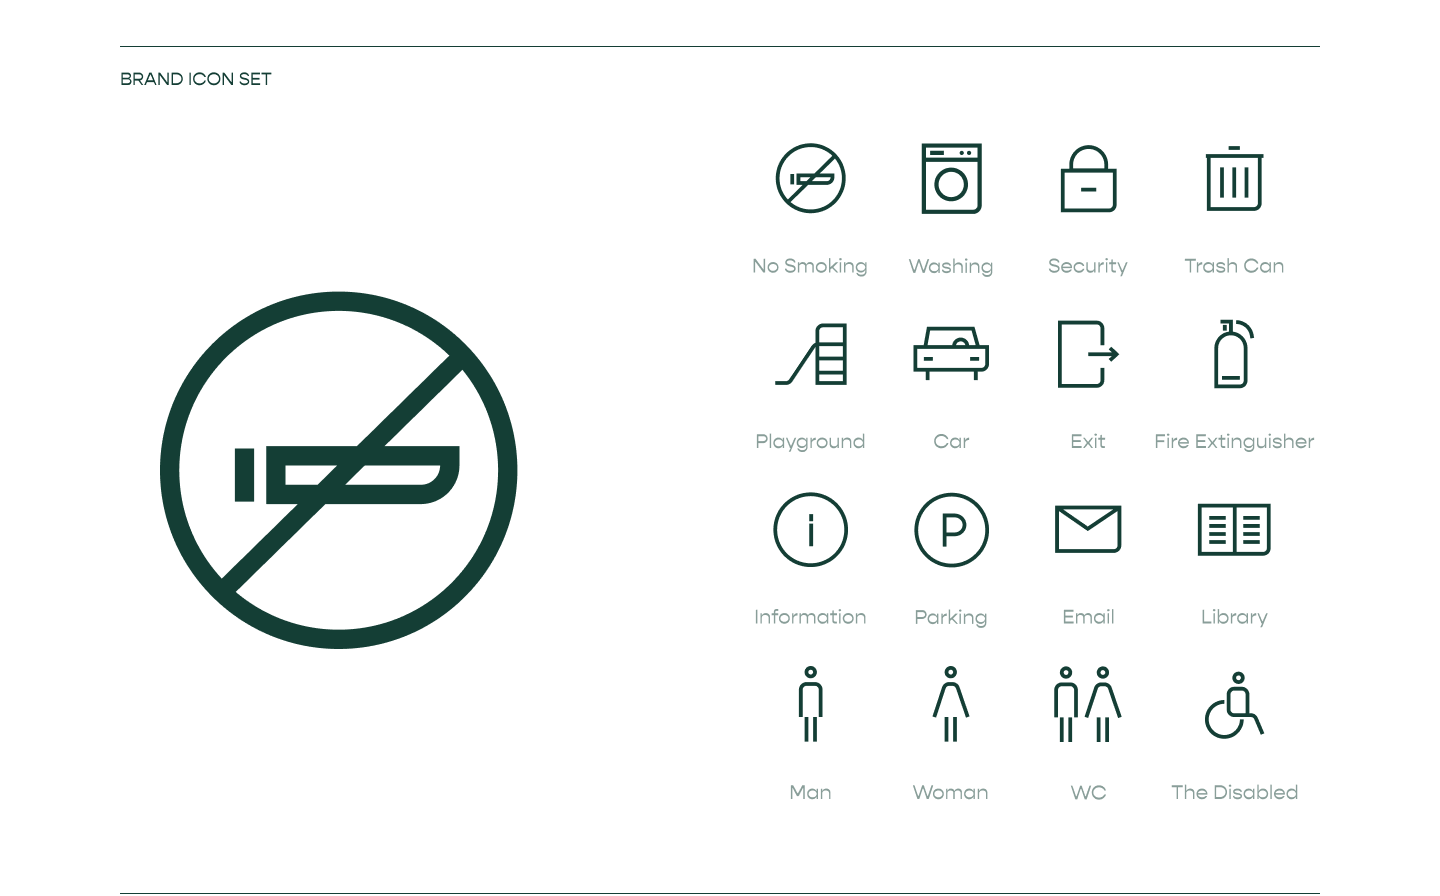 BRAND ICON SET
No Smoking
Washing
Security
Trash Can
Playground
Car
Exit
Fire Extinguisher
i
P
Information
Parking
Email
Library
Man
Woman
WC
The Disabled